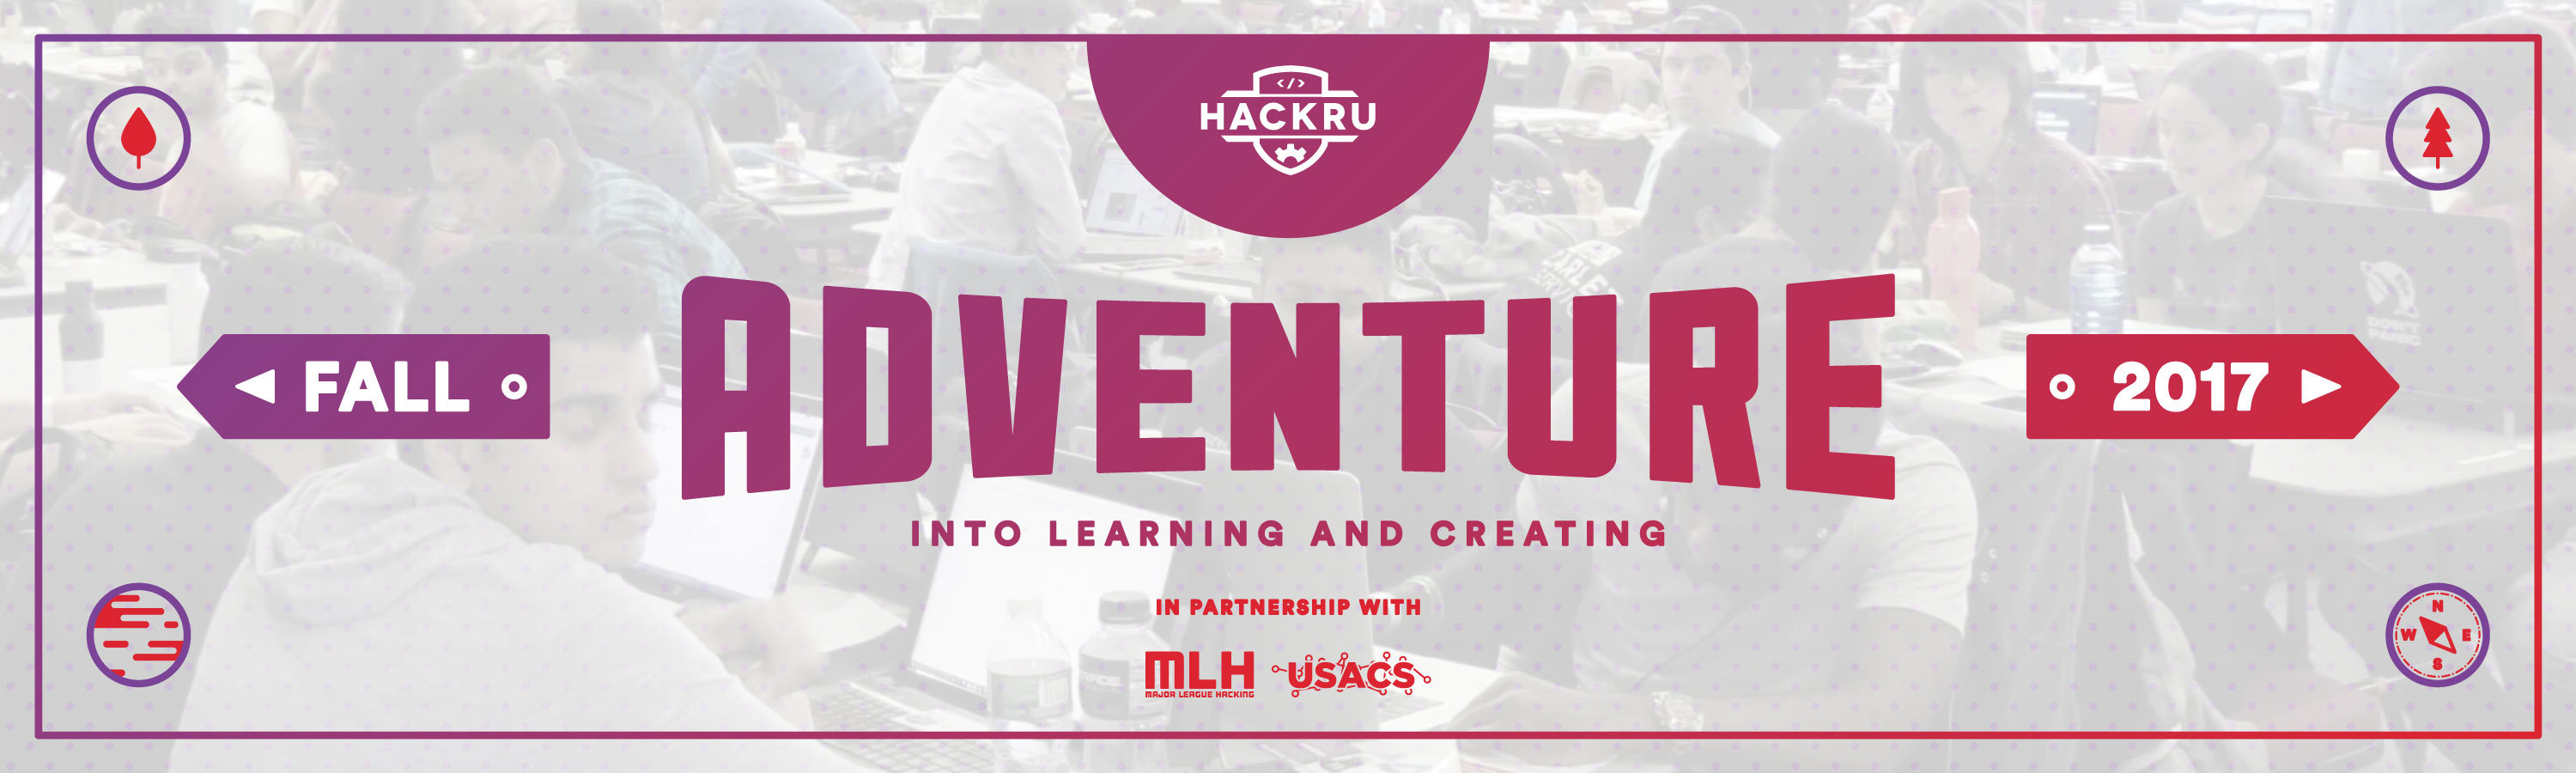 </>
HACKRU
FALL
ADVENTURE
2017
INTO LEARNING AND CREATING
IN PARTNERSHIP WITH
MLH
MAJOR LEAGUE HACKING
USACS
N
W E
S